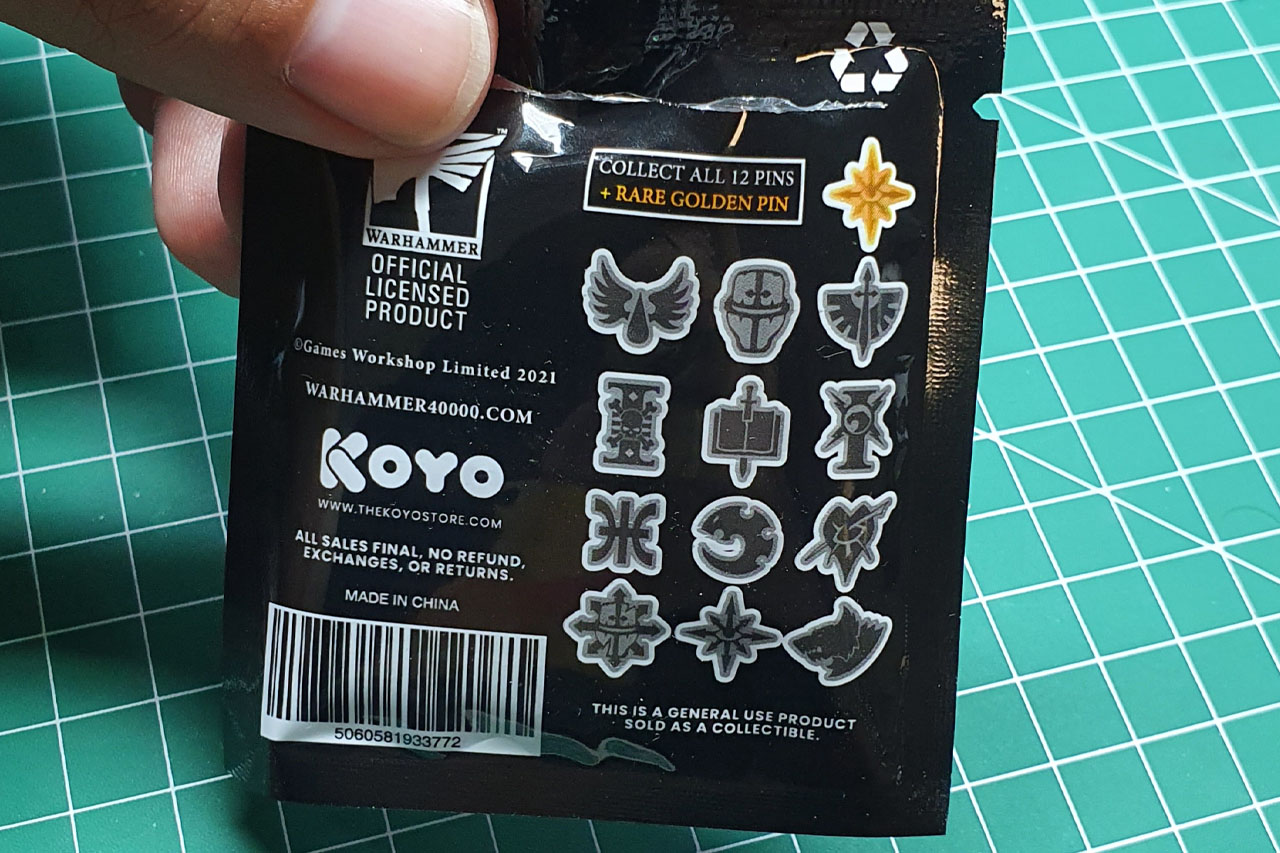 COLLECT ALL 12 PINS
+ RARE GOLDEN PIN
TM
WARHAMMER
OFFICIAL
LICENSED
PRODUCT
©Games Workshop Limited 2021
WARHAMMER40000.COM
KOYO
WWW.THEKOYOSTORE.COM
ALL SALES FINAL, NO REFUND,
EXCHANGES, OR RETURNS.
MADE IN CHINA
5060581933772
THIS IS A GENERAL USE PRODUCT
SOLD AS A COLLECTIBLE.